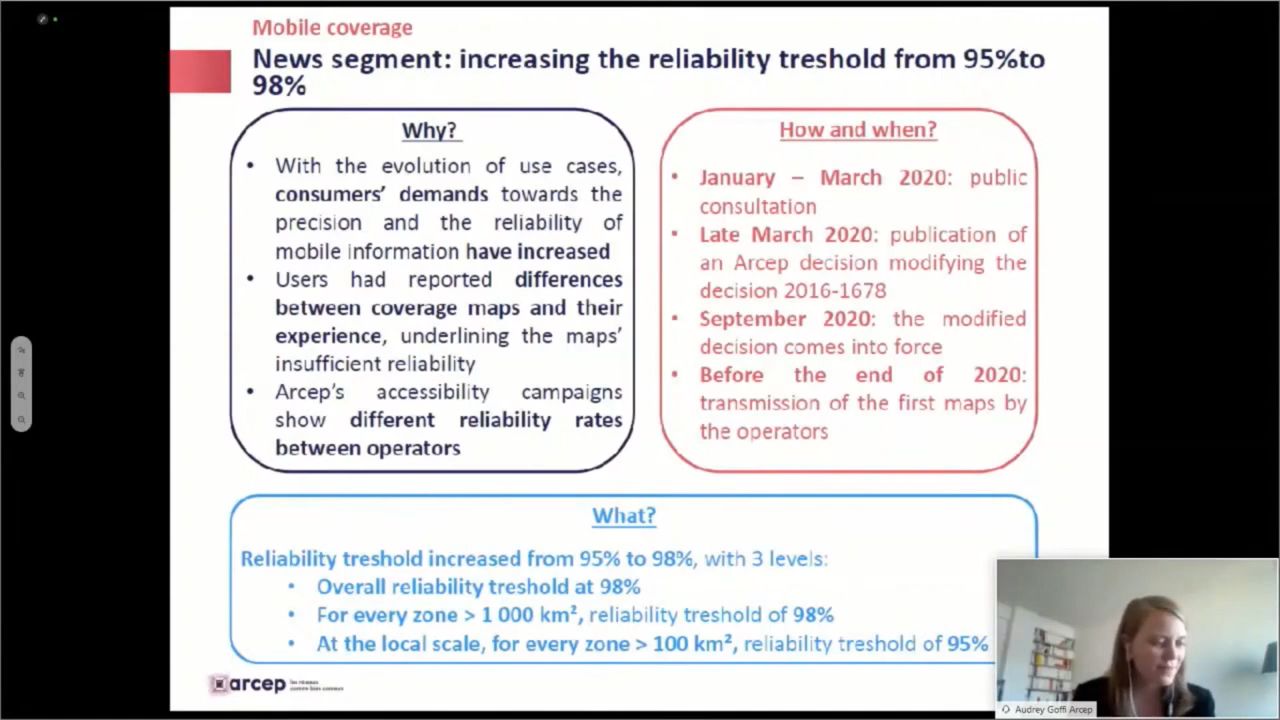 Mobile coverage
News segment: increasing the reliability treshold from 95%to
98%
Why?
• With the evolution of use cases,
consumers' demands towards the
precision and the reliability of
mobile information have increased
• Users had reported differences
between coverage maps and their
experience, underlining the maps'
insufficient reliability
• Arcep's accessibility campaigns
show different reliability rates
between operators
How and when?
• January – March 2020: public
consultation
• Late March 2020: publication of
an Arcep decision modifying the
decision 2016-1678
• September 2020: the modified
decision comes into force
• Before the end of 2020:
transmission of the first maps by
the operators
What?
Reliability treshold increased from 95% to 98%, with 3 levels:
• Overall reliability treshold at 98%
• For every zone > 1 000 km², reliability treshold of 98%
• At the local scale, for every zone > 100 km², reliability treshold of 95%
arcep
les réseaux
comme bien commun
Audrey Goffi Arcep